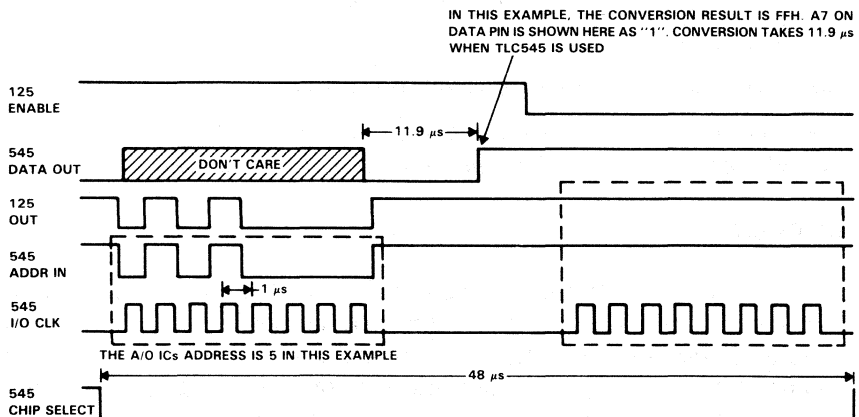 IN THIS EXAMPLE, THE CONVERSION RESULT IS FFH. A7 ON
DATA PIN IS SHOWN HERE AS "1". CONVERSION TAKES 11.9 µs
WHEN TLC545 IS USED
125
ENABLE
11.9 µs
545
DATA OUT
DON'T CARE
125
OUT
545
ADDR IN
1 µs
545
I/O CLK
THE A/O ICs ADDRESS IS 5 IN THIS EXAMPLE
48 µs
545
CHIP SELECT